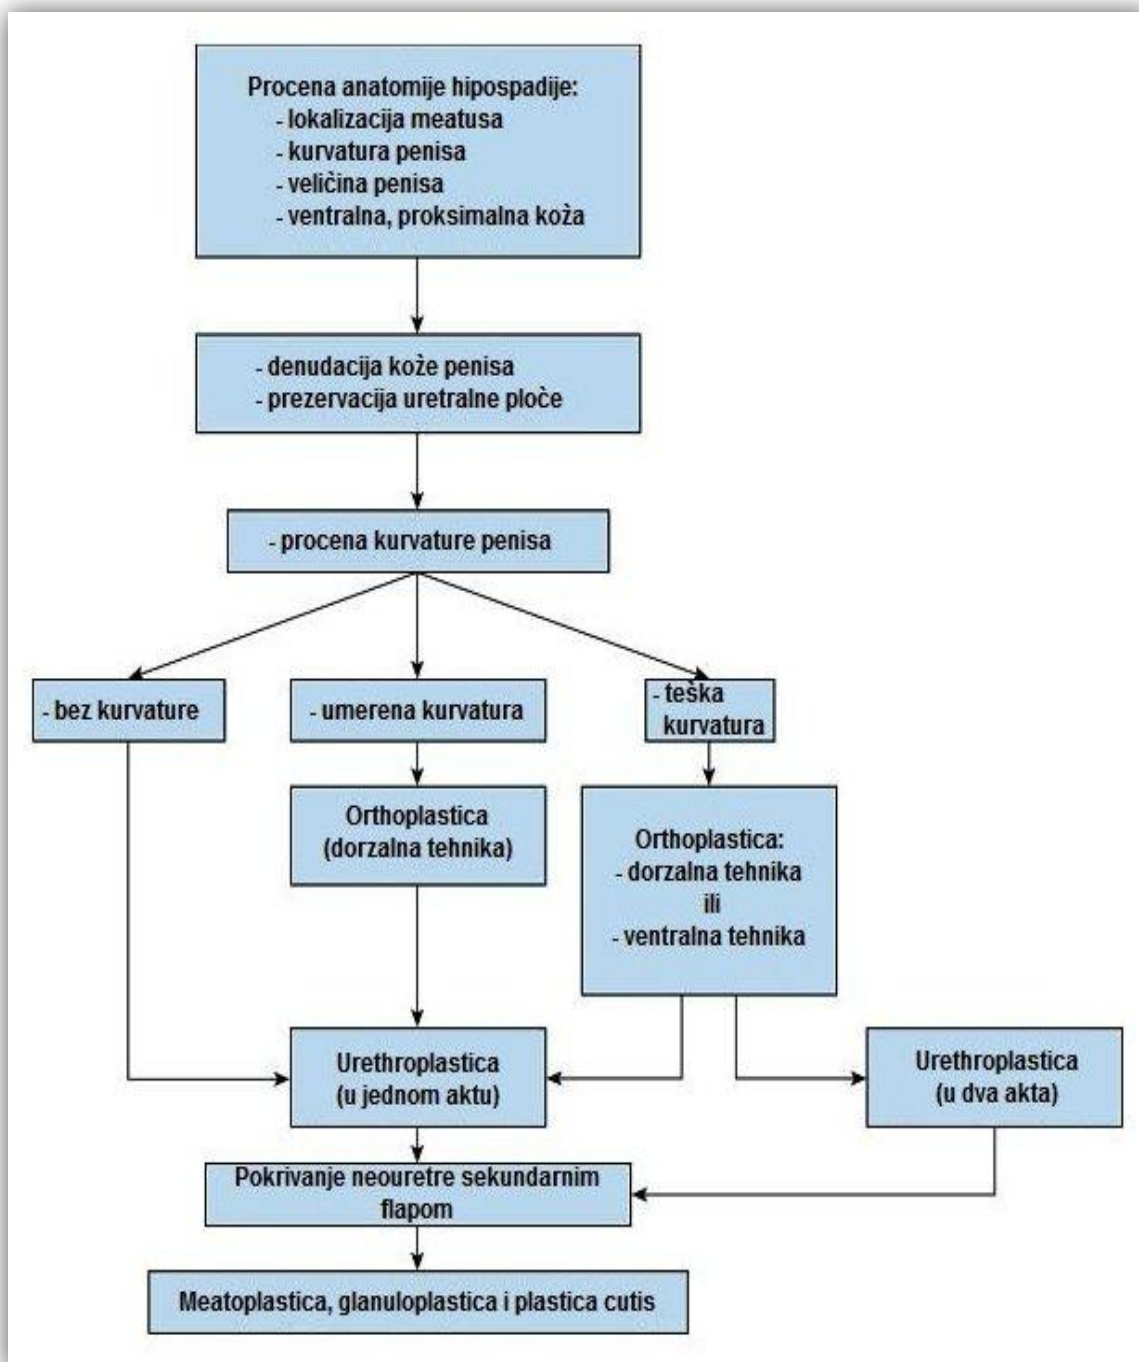 Procena anatomije hipospadije:
- lokalizacija meatusa
- kurvatura penisa
- veličina penisa
- ventralna, proksimalna koža
- denudacija kože penisa
- prezervacija uretralne ploče
- procena kurvature penisa
- bez kurvature
- umerena kurvatura
- teška
kurvatura
Orthoplastica
(dorzalna tehnika)
Orthoplastica:
- dorzalna tehnika
ili
- ventralna tehnika
Urethroplastica
(u jednom aktu)
Urethroplastica
(u dva akta)
Pokrivanje neouretre sekundarnim
flapom
Meatoplastica, glanuloplastica i plastica cutis